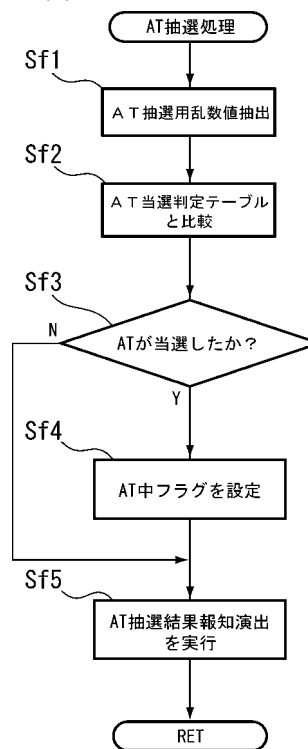 AT抽選処理
Sf1
AT抽選用乱数値抽出
Sf2
AT当選判定テーブル
と比較
Sf3
N
ATが当選したか？
Y
Sf4
AT中フラグを設定
Sf5
AT抽選結果報知演出
を実行
RET